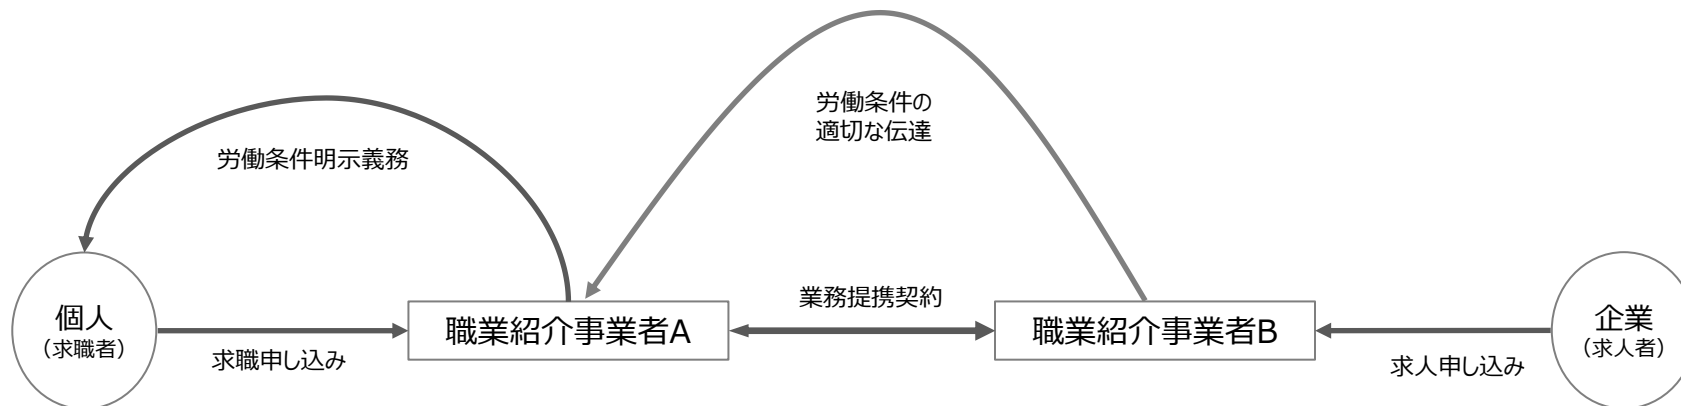 労働条件の
適切な伝達
労働条件明示義務
業務提携契約
個人
（求職者）
職業紹介事業者A
職業紹介事業者B
企業
（求人者）
求職申し込み
求人申し込み